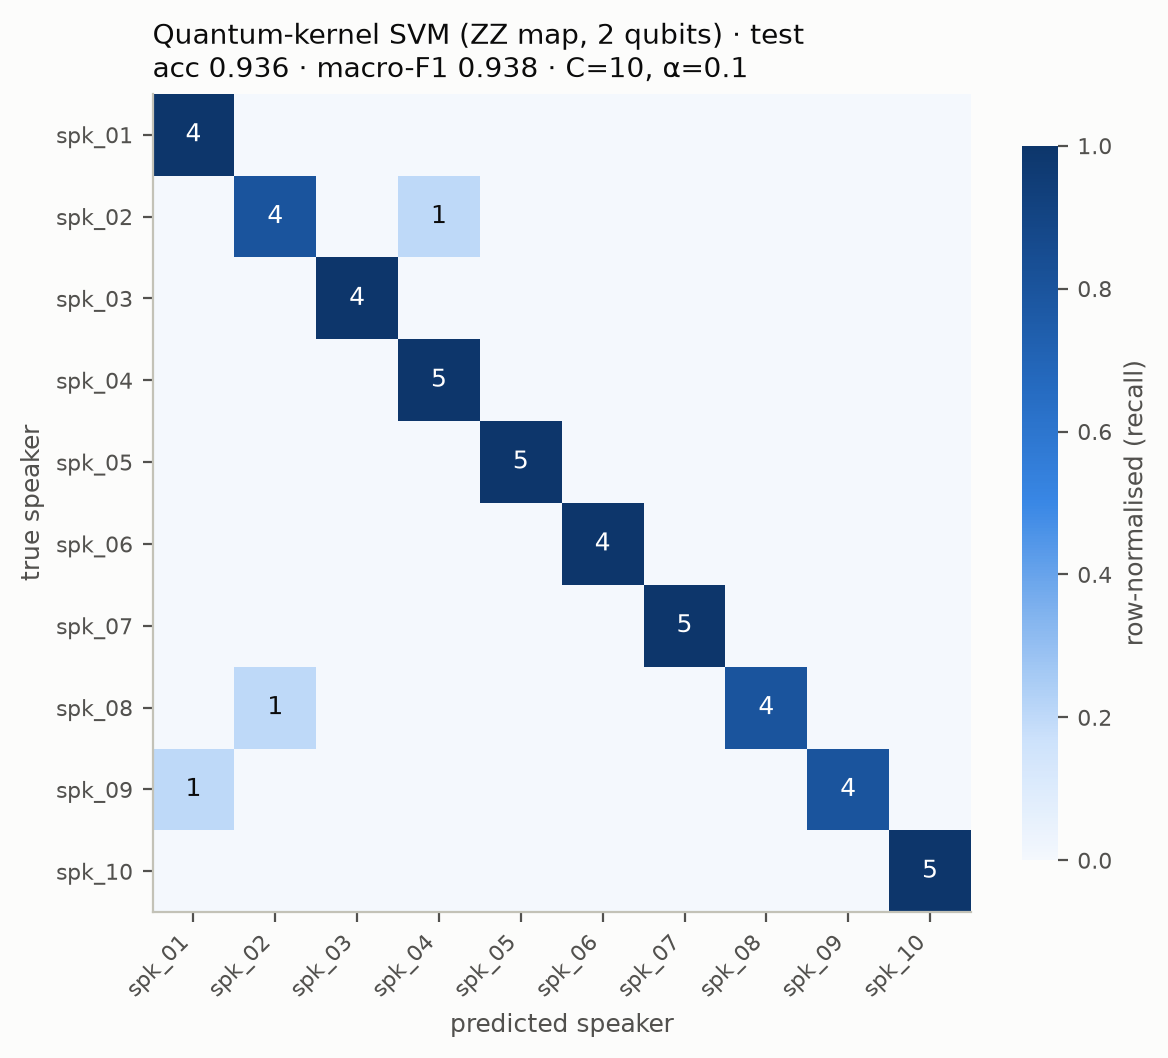 Quantum-kernel SVM (ZZ map, 2 qubits) · test
acc 0.936 · macro-F1 0.938 · C=10, α=0.1
true speaker
spk_01
4
spk_02
4
1
spk_03
4
spk_04
5
spk_05
5
spk_06
4
spk_07
5
spk_08
1
4
spk_09
1
4
spk_10
5
spk_01
spk_02
spk_03
spk_04
spk_05
spk_06
spk_07
spk_08
spk_09
spk_10
predicted speaker
1.0
0.8
0.6
0.4
0.2
0.0
row-normalised (recall)